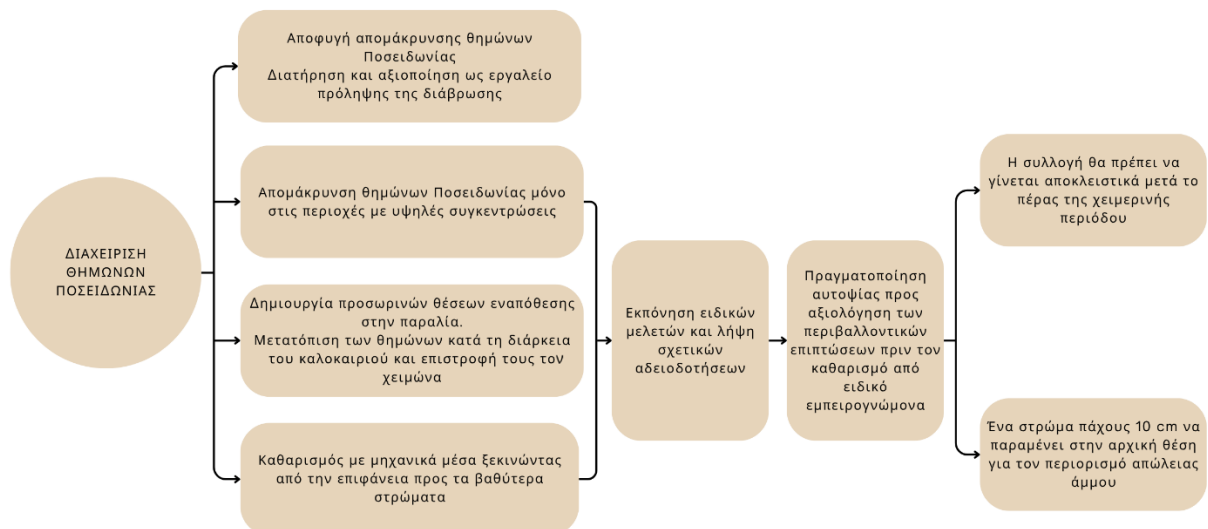 ΔΙΑΧΕΙΡΙΣΗ
ΘΗΜΩΝΩΝ
ΠΟΣΕΙΔΩΝΙΑΣ
Αποφυγή απομάκρυνσης θημώνων
Ποσειδωνίας
Διατήρηση και αξιοποίηση ως εργαλείο
πρόληψης της διάβρωσης
Απομάκρυνση θημώνων Ποσειδωνίας μόνο
στις περιοχές με υψηλές συγκεντρώσεις
Δημιουργία προσωρινών θέσεων εναπόθεσης
στην παραλία.
Μετατόπιση των θημώνων κατά τη διάρκεια
του καλοκαιριού και επιστροφή τους τον
χειμώνα
Καθαρισμός με μηχανικά μέσα ξεκινώντας
από την επιφάνεια προς τα βαθύτερα
στρώματα
Εκπόνηση ειδικών
μελετών και λήψη
σχετικών
αδειοδοτήσεων
Πραγματοποίηση
αυτοψίας προς
αξιολόγηση των
περιβαλλοντικών
επιπτώσεων πριν τον
καθαρισμό από
ειδικό
εμπειρογνώμονα
Η συλλογή θα πρέπει να
γίνεται αποκλειστικά μετά το
πέρας της χειμερινής
περιόδου
Ένα στρώμα πάχους 10 cm να
παραμένει στην αρχική θέση
για τον περιορισμό απώλειας
άμμου